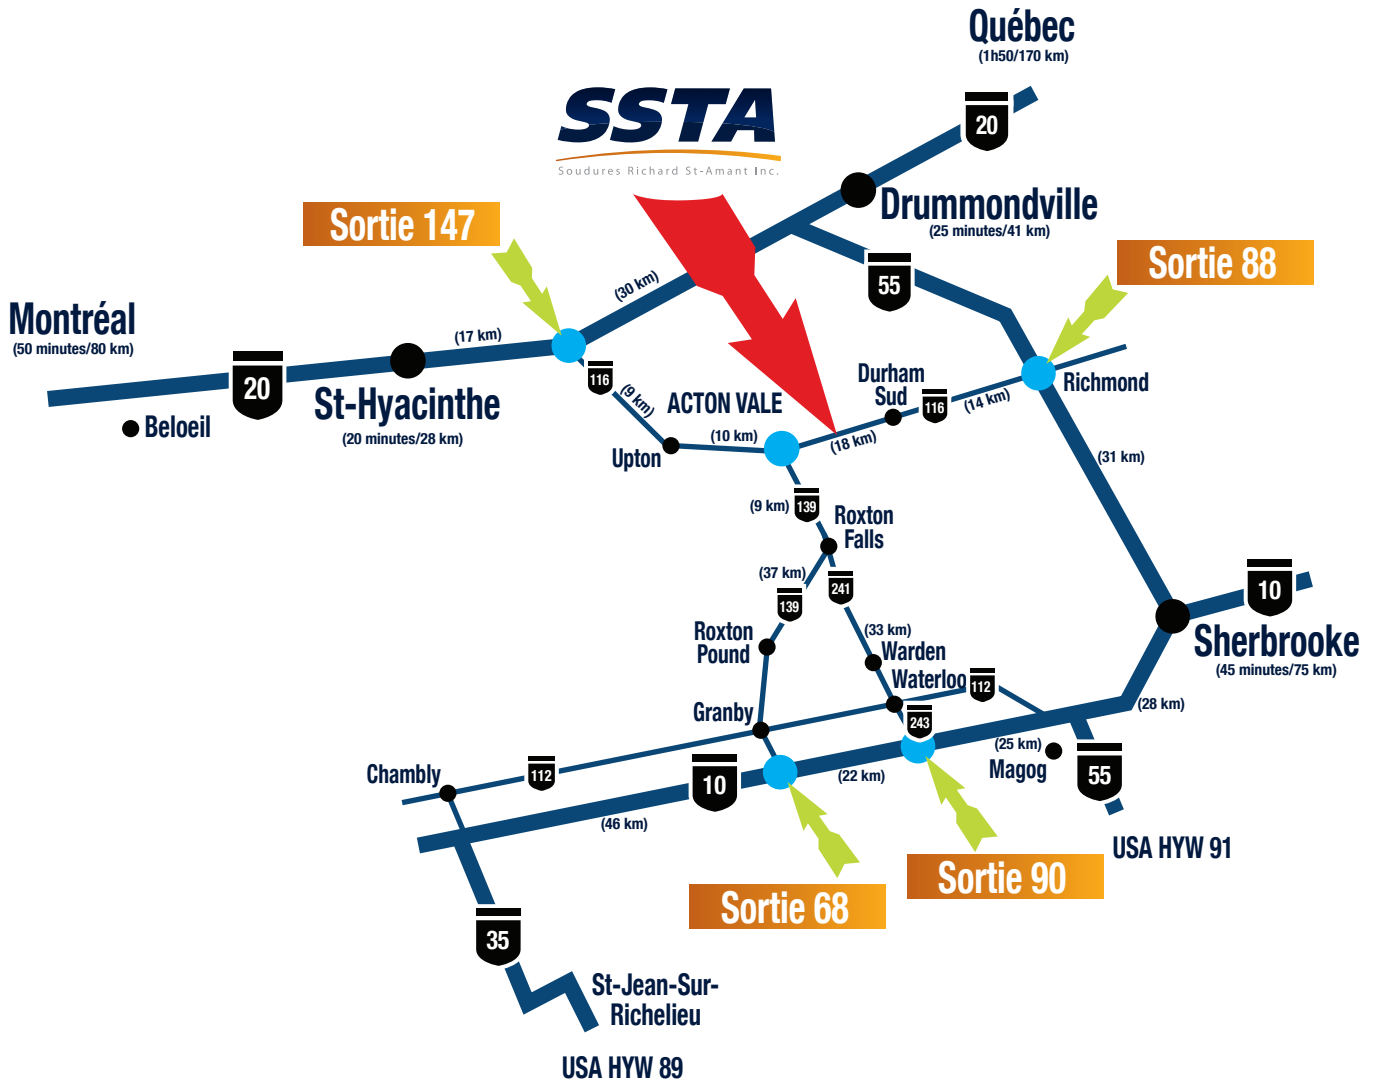 Québec
(1h50/170 km)
20
SSTA
Soudures Richard St-Amant Inc.
Drummondville
(25 minutes/41 km)
Sortie 147
Sortie 88
55
(30 km)
Montréal
(50 minutes/80 km)
(17 km)
20
St-Hyacinthe
(20 minutes/28 km)
Beloeil
116
(9 km)
ACTON VALE
Durham
Sud
116
(14 km)
Richmond
(10 km)
(18 km)
Upton
(31 km)
(9 km)
139
Roxton
Falls
(37 km)
241
139
10
Roxton
Pound
(33 km)
Warden
Sherbrooke
(45 minutes/75 km)
Waterloo
112
Granby
243
(28 km)
(25 km)
Magog
Chambly
112
10
(22 km)
55
(46 km)
USA HYW 91
Sortie 90
Sortie 68
35
St-Jean-Sur-
Richelieu
USA HYW 89